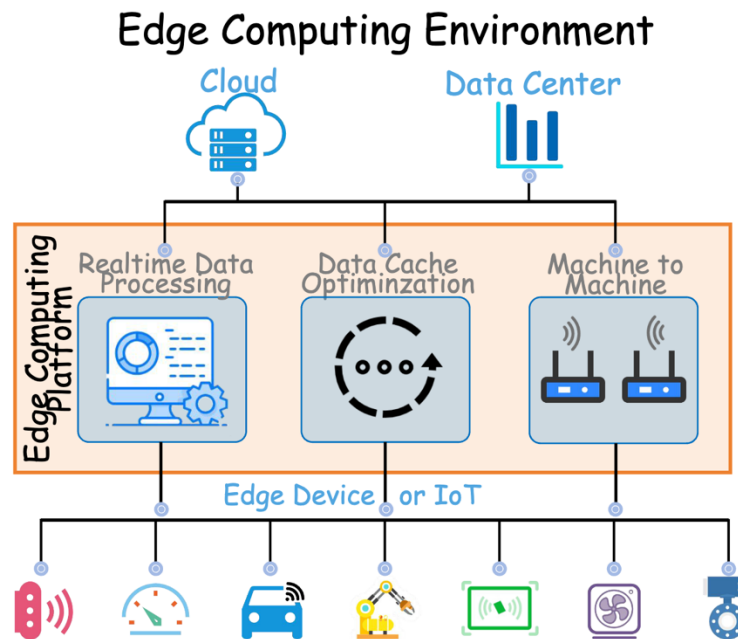 Edge Computing Environment
Cloud
Data Center
Edge Computing
Platform
Realtime Data
Processing
Data Cache
Optiminzation
Machine to
Machine
Edge Device or IoT